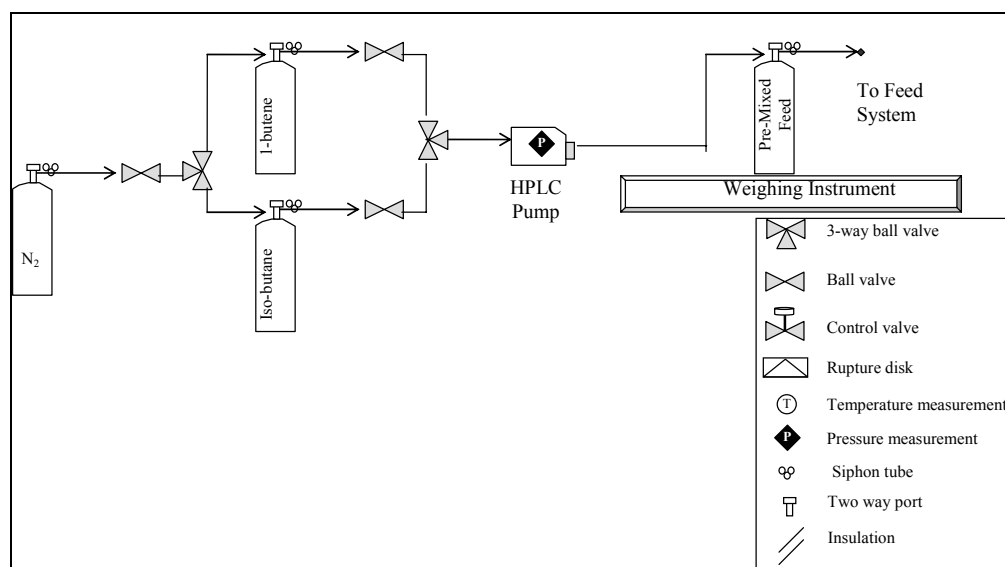 1-butene
N2
Iso-butane
P
HPLC
Pump
Pre-Mixed
Feed
To Feed
System
Weighing Instrument
3-way ball valve
Ball valve
Control valve
Rupture disk
T
Temperature measurement
P
Pressure measurement
Siphon tube
Two way port
Insulation